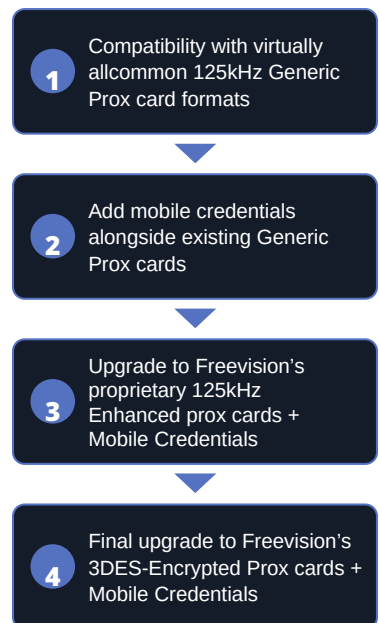 1
Compatibility with virtually
allcommon 125kHz Generic
Prox card formats
2
Add mobile credentials
alongside existing Generic
Prox cards
3
Upgrade to Freevision’s
proprietary 125kHz
Enhanced prox cards +
Mobile Credentials
4
Final upgrade to Freevision’s
3DES-Encrypted Prox cards +
Mobile Credentials